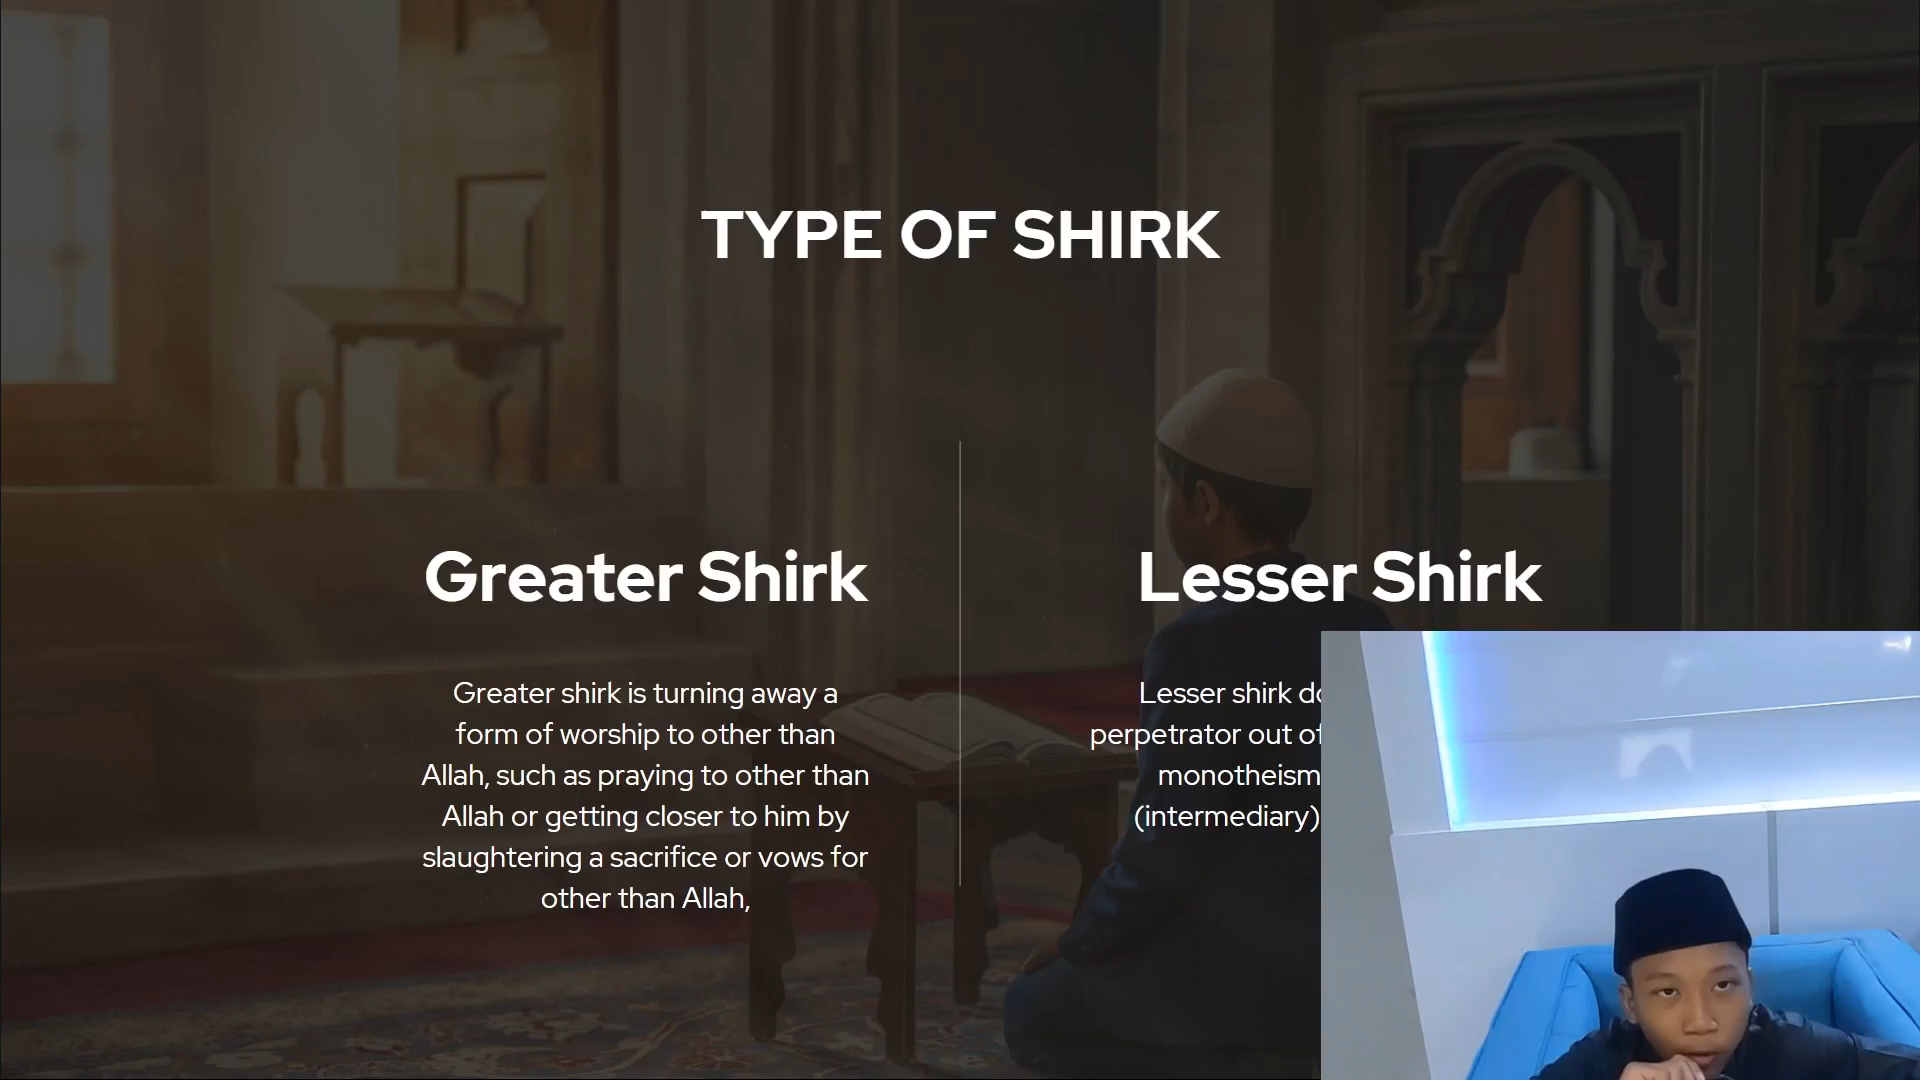 TYPE OF SHIRK
Greater Shirk
Greater shirk is turning away a
form of worship to other than
Allah, such as praying to other than
Allah or getting closer to him by
slaughtering a sacrifice or vows for
other than Allah,
Lesser Shirk
Lesser shirk
perpetrator out
monotheism
(intermediary)